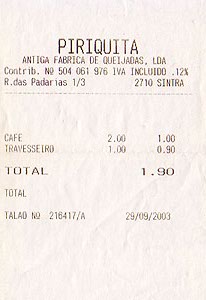 PIRIQUITA
ANTIGA FABRICA DE QUEIJADAS, LDA
Contrib. Nº 504 061 976 IVA INCLUIDO .12%
R.das Padarias 1/3 2710 SINTRA
CAFE 2.00 1.00
TRAVESSEIRO 1.00 0.90
TOTAL 1.90
TOTAL
TALAO Nº 216417/A 29/09/2003